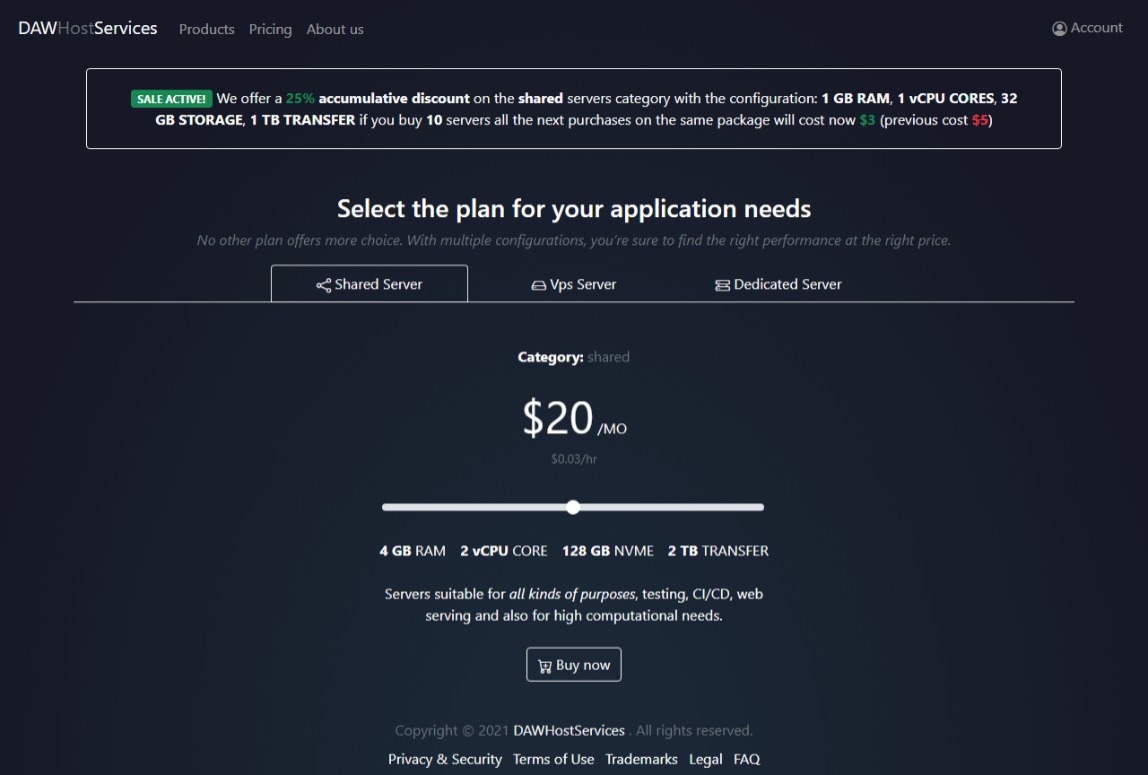 DAWHostServices Products Pricing About us Account
SALE ACTIVE! We offer a 25% accumulative discount on the shared servers category with the configuration: 1 GB RAM, 1 vCPU CORES, 32
GB STORAGE, 1 TB TRANSFER if you buy 10 servers all the next purchases on the same package will cost now $3 (previous cost $5)
Select the plan for your application needs
No other plan offers more choice. With multiple configurations, you're sure to find the right performance at the right price.
Shared Server Vps Server Dedicated Server
Category: shared
$20 /MO
$0.03/hr
4 GB RAM 2 vCPU CORE 128 GB NVME 2 TB TRANSFER
Servers suitable for all kinds of purposes, testing, CI/CD, web
serving and also for high computational needs.
Buy now
Copyright © 2021 DAWHostServices . All rights reserved.
Privacy & Security Terms of Use Trademarks Legal FAQ